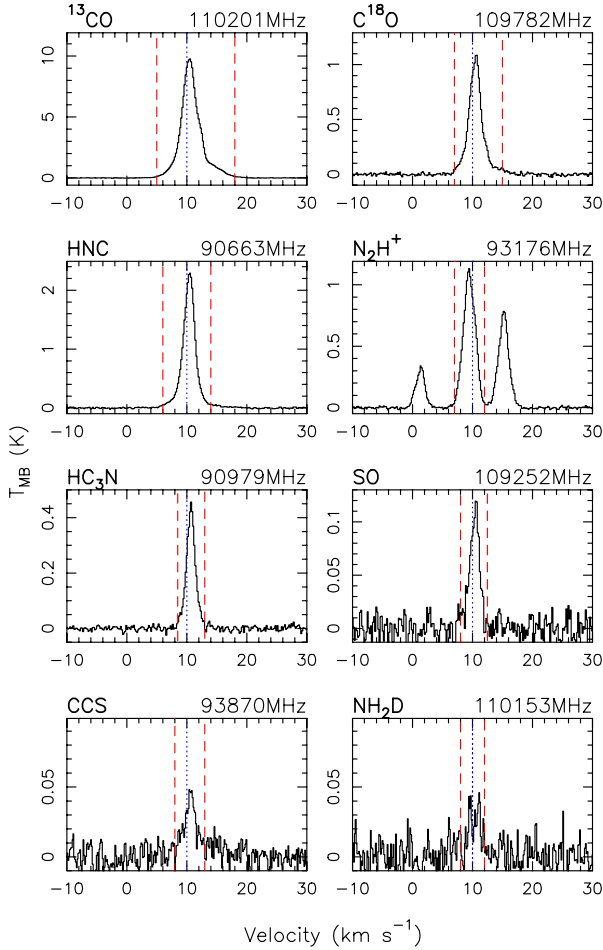 ¹³CO 110201MHz C¹⁸O 109782MHz
10
5
0
1
0.5
0
−10 0 10 20 30 −10 0 10 20 30
HNC 90663MHz N₂H⁺ 93176MHz
2
1
0
1
0.5
0
−10 0 10 20 30 −10 0 10 20 30
T_MB (K)
HC₃N 90979MHz SO 109252MHz
0.4
0.2
0
0.1
0.05
0
−10 0 10 20 30 −10 0 10 20 30
CCS 93870MHz NH₂D 110153MHz
0.05
0
0.05
0
−10 0 10 20 30 −10 0 10 20 30
Velocity (km s⁻¹)